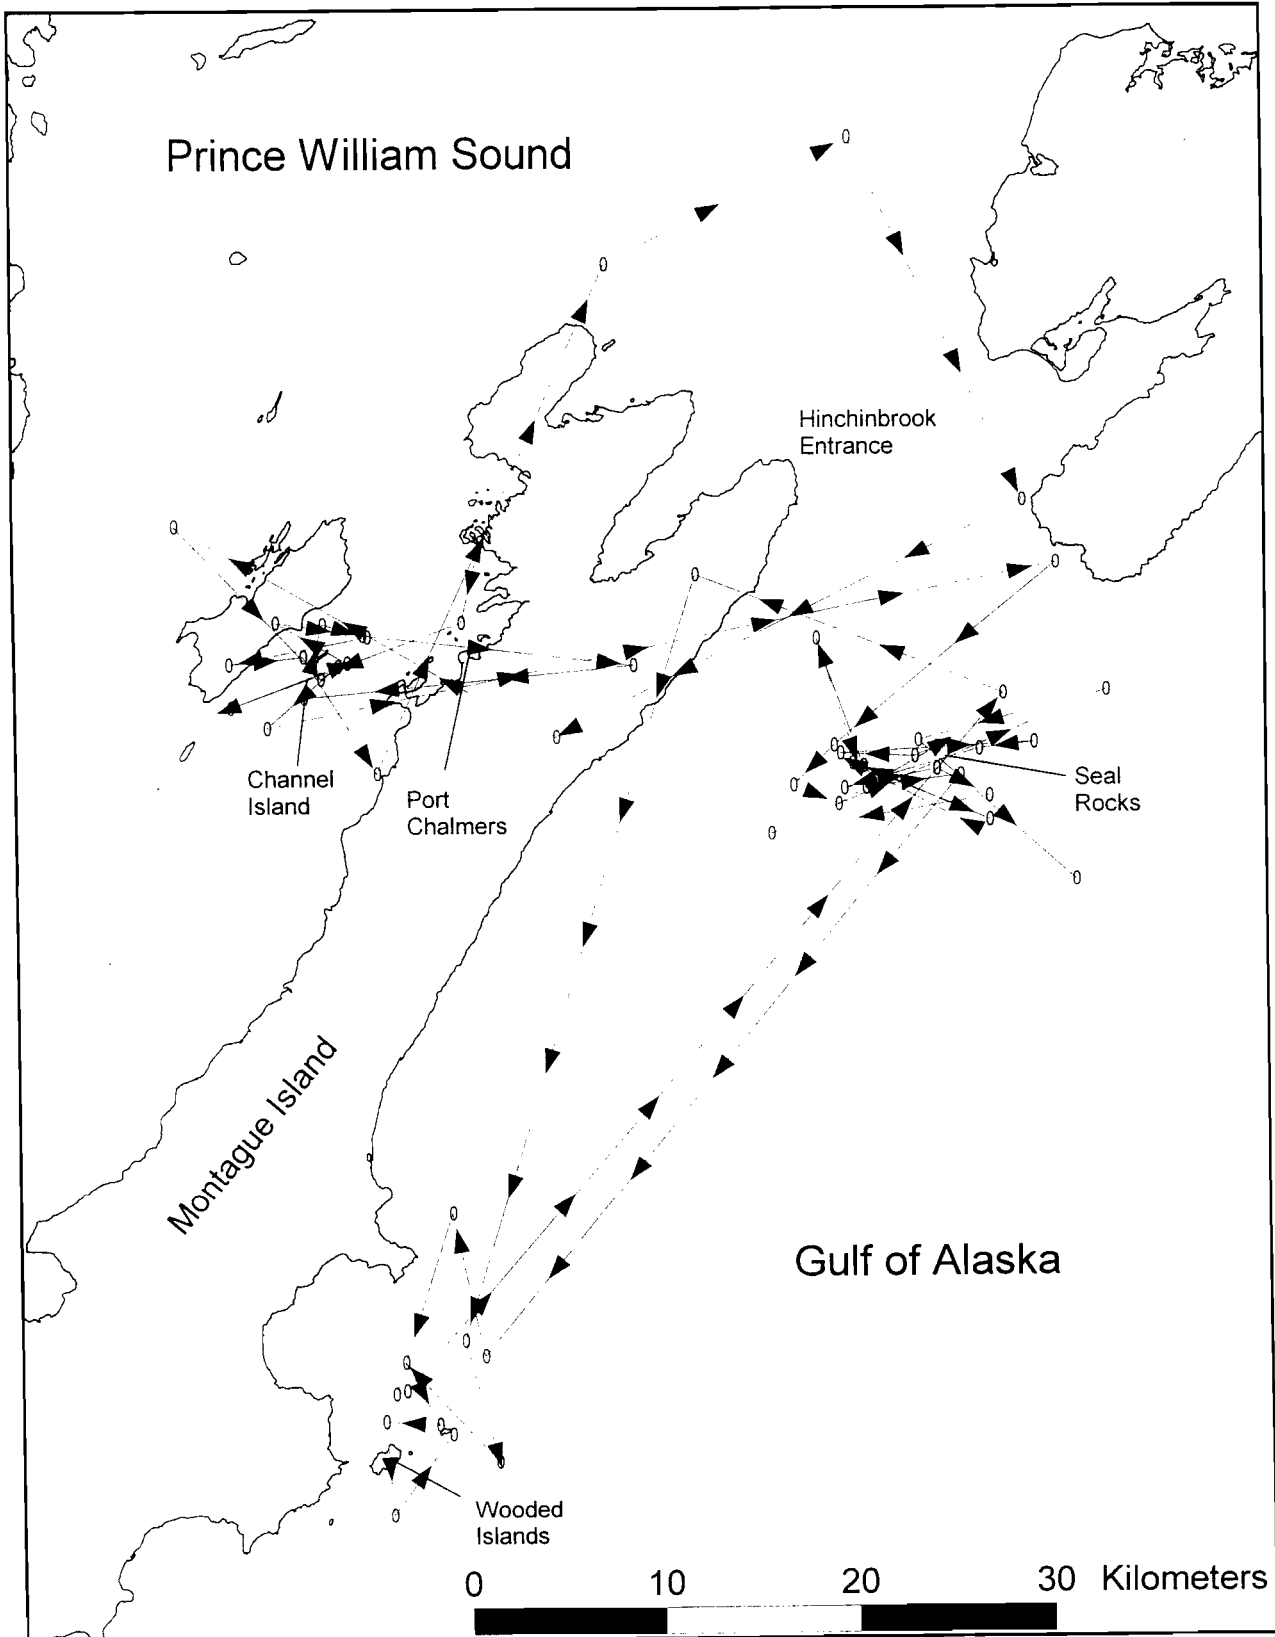 Prince William Sound
Hinchinbrook
Entrance
Channel
Island
Port
Chalmers
Seal
Rocks
Montague Island
Gulf of Alaska
Wooded
Islands
0 10 20 30 Kilometers